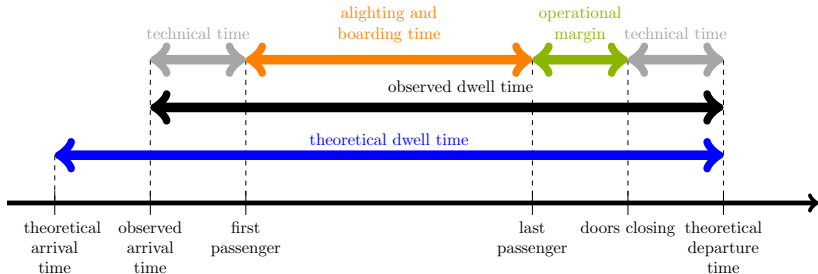 alighting and
boarding time
operational
margin
technical time
technical time
observed dwell time
theoretical dwell time
theoretical
arrival
time
observed
arrival
time
first
passenger
last
passenger
doors closing
theoretical
departure
time